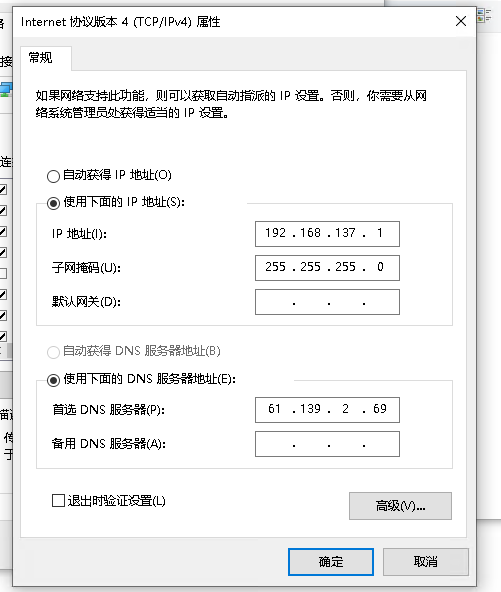 Internet 协议版本 4 (TCP/IPv4) 属性
常规
如果网络支持此功能，则可以获取自动指派的 IP 设置。否则，你需要从网
络系统管理员处获得适当的 IP 设置。
自动获得 IP 地址(O)
使用下面的 IP 地址(S):
IP 地址(I): 192 . 168 . 137 . 1
子网掩码(U): 255 . 255 . 255 . 0
默认网关(D): . . .
自动获得 DNS 服务器地址(B)
使用下面的 DNS 服务器地址(E):
首选 DNS 服务器(P): 61 . 139 . 2 . 69
备用 DNS 服务器(A): . . .
退出时验证设置(L)
高级(V)...
确定
取消